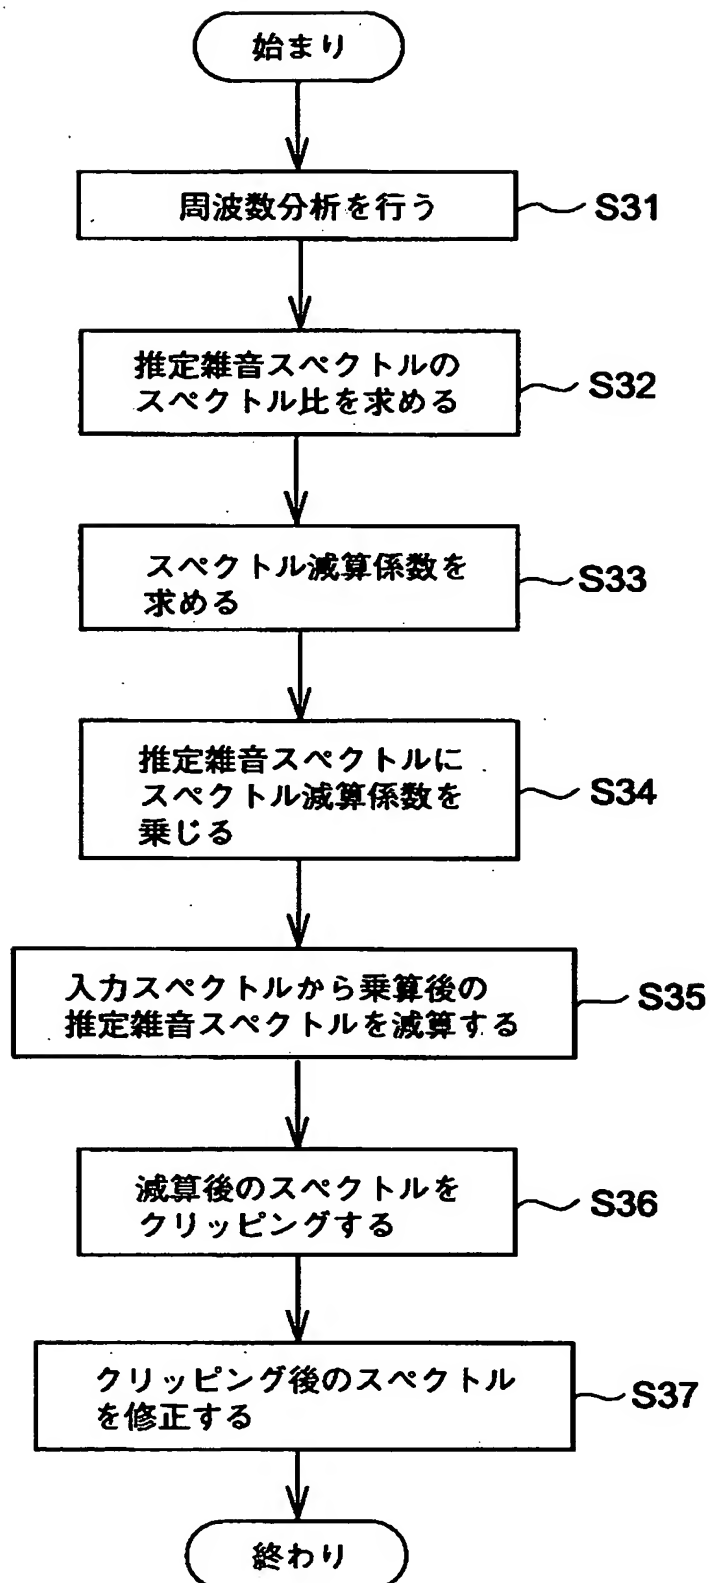 始まり
周波数分析を行う
S31
推定雑音スペクトルの
スペクトル比を求める
S32
スペクトル減算係数を
求める
S33
推定雑音スペクトルに
スペクトル減算係数を
乗じる
S34
入力スペクトルから乗算後の
推定雑音スペクトルを減算する
S35
減算後のスペクトルを
クリッピングする
S36
クリッピング後のスペクトル
を修正する
S37
終わり